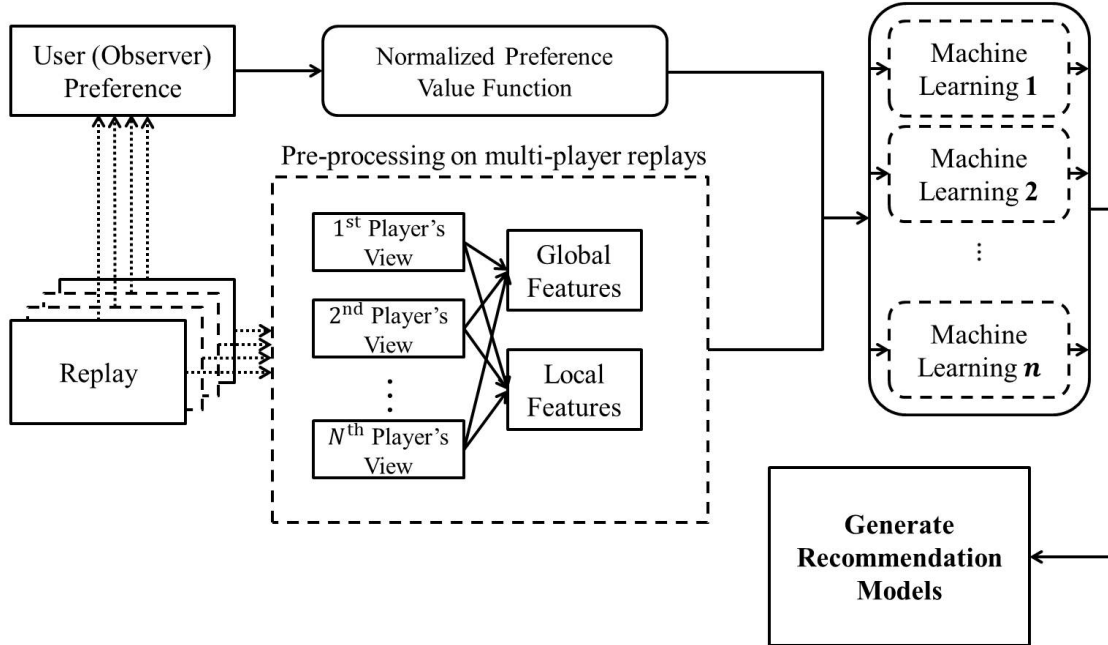 User (Observer)
Preference
Normalized Preference
Value Function
Machine
Learning 1
Machine
Learning 2
⋮
Machine
Learning n
Pre-processing on multi-player replays
1st Player's
View
2nd Player's
View
⋮
Nth Player's
View
Global
Features
Local
Features
Replay
Generate
Recommendation
Models